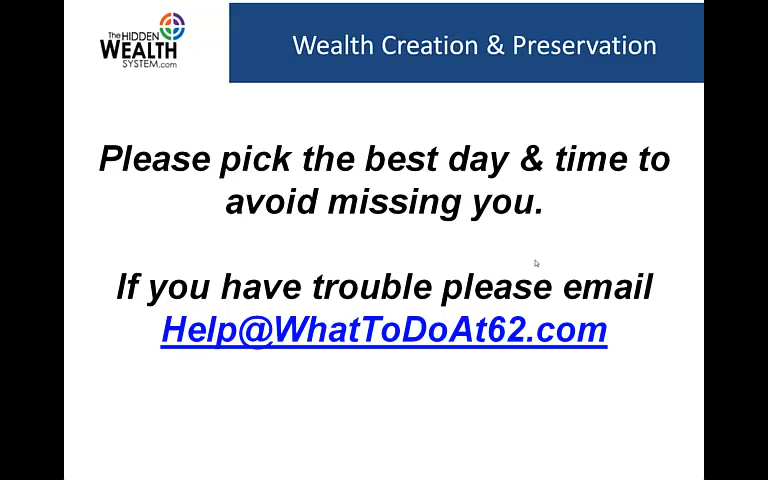 The HIDDEN
WEALTH
SYSTEM.com
Wealth Creation & Preservation
Please pick the best day & time to
avoid missing you.
If you have trouble please email
Help@WhatToDoAt62.com